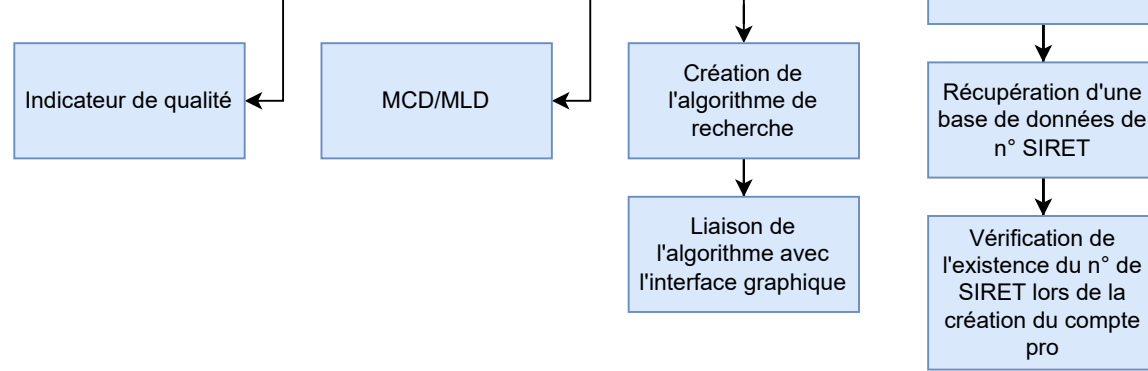 Indicateur de qualité
MCD/MLD
Création de
l'algorithme de
recherche
Récupération d'une
base de données de
n° SIRET
Liaison de
l'algorithme avec
l'interface graphique
Vérification de
l'existence du n° de
SIRET lors de la
création du compte
pro